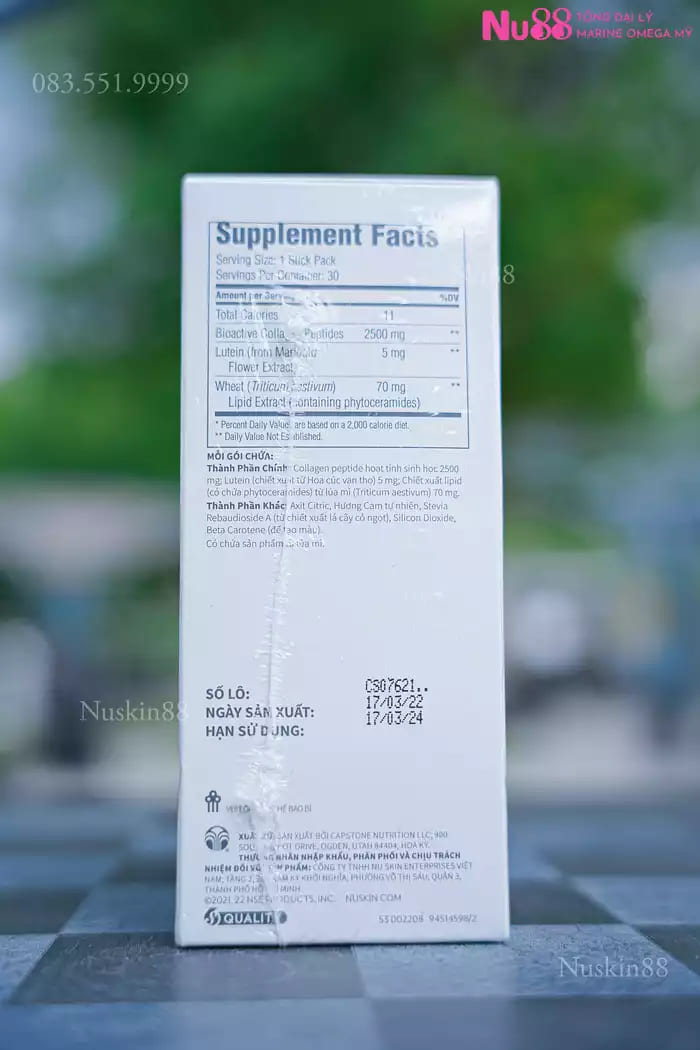 Nu88 TỔNG ĐẠI LÝ
MARINE OMEGA MỸ
083.551.9999
Supplement Facts
Serving Size: 1 Stick Pack
Servings Per Container: 30
Amount per Serving %DV
Total Calories 11
Bioactive Collagen Peptides 2500 mg **
Lutein (from Marigold 5 mg **
Flower Extract)
Wheat (Triticum aestivum) 70 mg **
Lipid Extract (containing phytoceramides)
* Percent Daily Values are based on a 2,000 calorie diet.
** Daily Value Not Established.
MỖI GÓI CHỨA:
Thành Phần Chính: Collagen peptide hoạt tính sinh học 2500
mg; Lutein (chiết xuất từ Hoa cúc vạn thọ) 5 mg; Chiết xuất lipid
(có chứa phytoceramides) từ lúa mì (Triticum aestivum) 70 mg.
Thành Phần Khác: Axit Citric, Hương Cam tự nhiên, Stevia
Rebaudioside A (từ chiết xuất lá cây cỏ ngọt), Silicon Dioxide,
Beta Carotene (để tạo màu).
Có chứa sản phẩm từ lúa mì.
SỐ LÔ: CS07621..
NGÀY SẢN XUẤT: 17/03/22
HẠN SỬ DỤNG: 17/03/24
Nuskin88
BAO BÌ
XUẤT XỨ: SẢN XUẤT BỞI CAPSTONE NUTRITION LLC; 900
DRIVE, OGDEN, UTAH 84404, HOA KỲ.
THƯƠNG NHÂN NHẬP KHẨU, PHÂN PHỐI VÀ CHỊU TRÁCH
NHIỆM ĐỐI VỚI SẢN PHẨM: CÔNG TY TNHH NU SKIN ENTERPRISES VIỆT
NAM; TẦNG NAM KỲ KHỞI NGHĨA, PHƯỜNG VÕ THỊ SÁU, QUẬN 3,
THÀNH PHỐ HỒ CHÍ MINH
©2021, 22 NSE PRODUCTS, INC. NUSKIN.COM
QUALITY 53 002208 94514598/2
Nuskin88